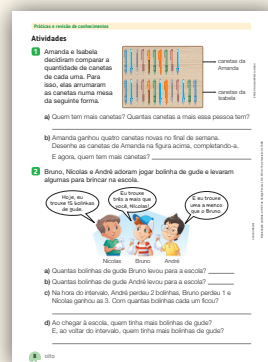 Práticas e revisão de conhecimentos
Atividades
1 Amanda e Isabela
decidiram comparar a
quantidade de canetas
de cada uma. Para
isso, elas arrumaram
as canetas numa mesa
da seguinte forma.
canetas da
Amanda
canetas da
Isabela
a) Quem tem mais canetas? Quantas canetas a mais essa pessoa tem?
b) Amanda ganhou quatro canetas novas no final de semana.
Desenhe as canetas de Amanda na figura acima, completando-a.
E agora, quem tem mais canetas?
2 Bruno, Nícolas e André adoram jogar bolinha de gude e levaram
algumas para brincar na escola.
Hoje, eu
trouxe 15 bolinhas
de gude.
Eu trouxe
três a mais que
você, Nícolas!
E eu trouxe
uma a menos
que o Bruno.
Nícolas Bruno André
a) Quantas bolinhas de gude Bruno levou para a escola?
b) Quantas bolinhas de gude André levou para a escola?
c) Na hora do intervalo, André perdeu 2 bolinhas, Bruno perdeu 1 e
Nícolas ganhou as 3. Com quantas bolinhas cada um ficou?
d) Ao chegar à escola, quem tinha mais bolinhas de gude?
E, ao voltar do intervalo, quem tinha mais bolinhas de gude?
8 oito